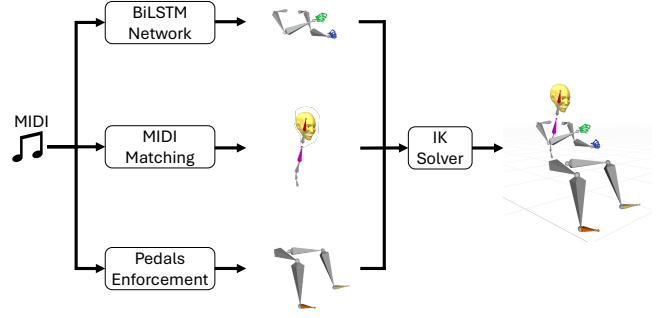 BiLSTM
Network
MIDI
MIDI
Matching
IK
Solver
Pedals
Enforcement